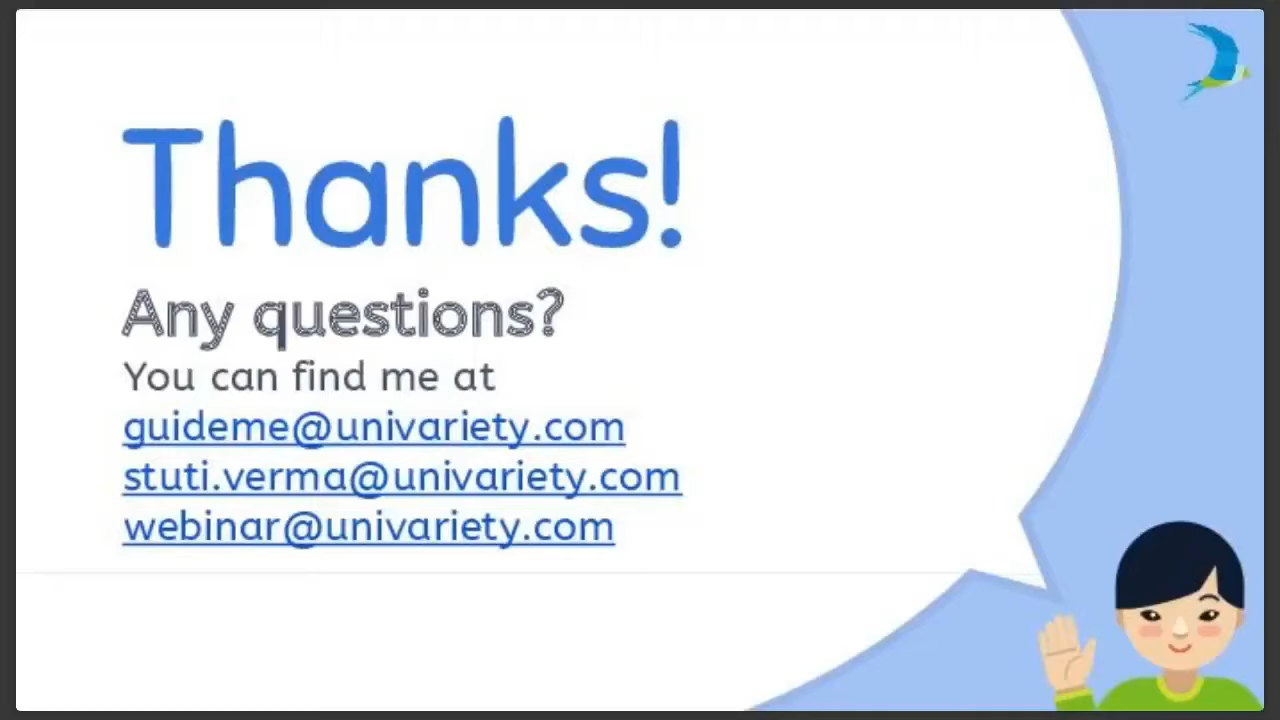 Thanks!
Any questions?
You can find me at
guideme@univariety.com
stuti.verma@univariety.com
webinar@univariety.com